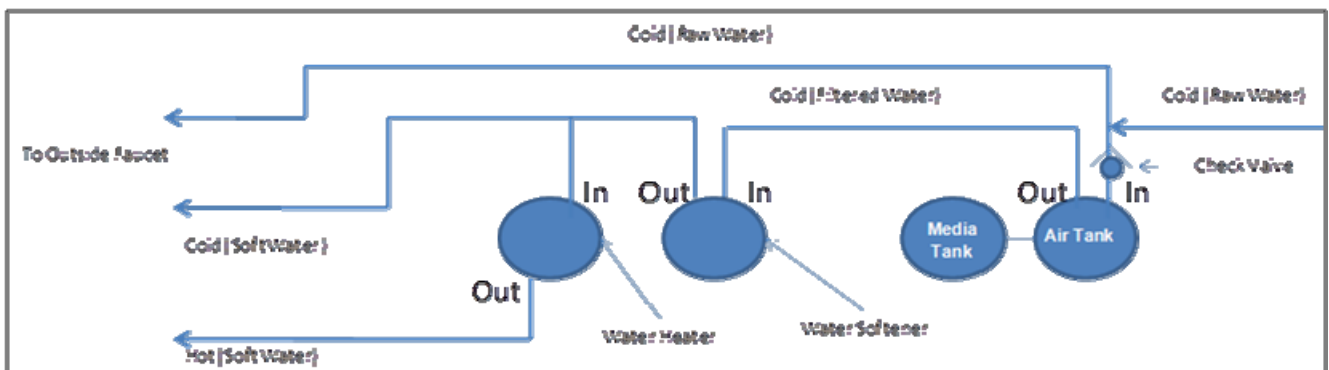 Cold (Raw Water)
Cold (Filtered Water)
Cold (Raw Water)
To Outside Faucet
Check Valve
In
Out
In
Out
In
Media
Tank
Air Tank
Cold (Soft Water)
Out
Water Heater
Water Softener
Hot (Soft Water)